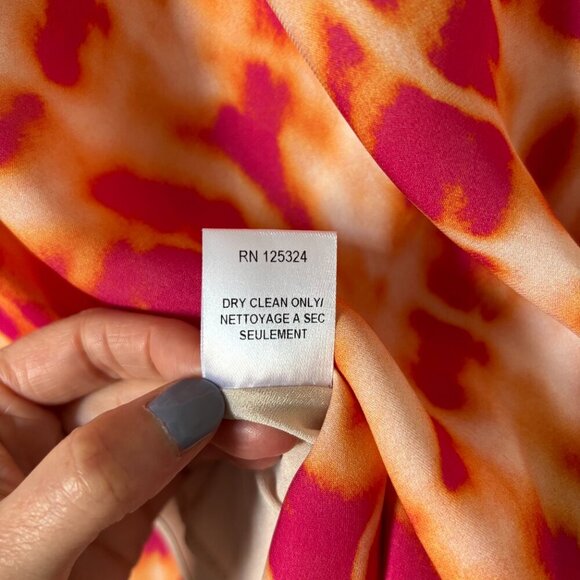 RN 125324
DRY CLEAN ONLY/
NETTOYAGE A SEC
SEULEMENT